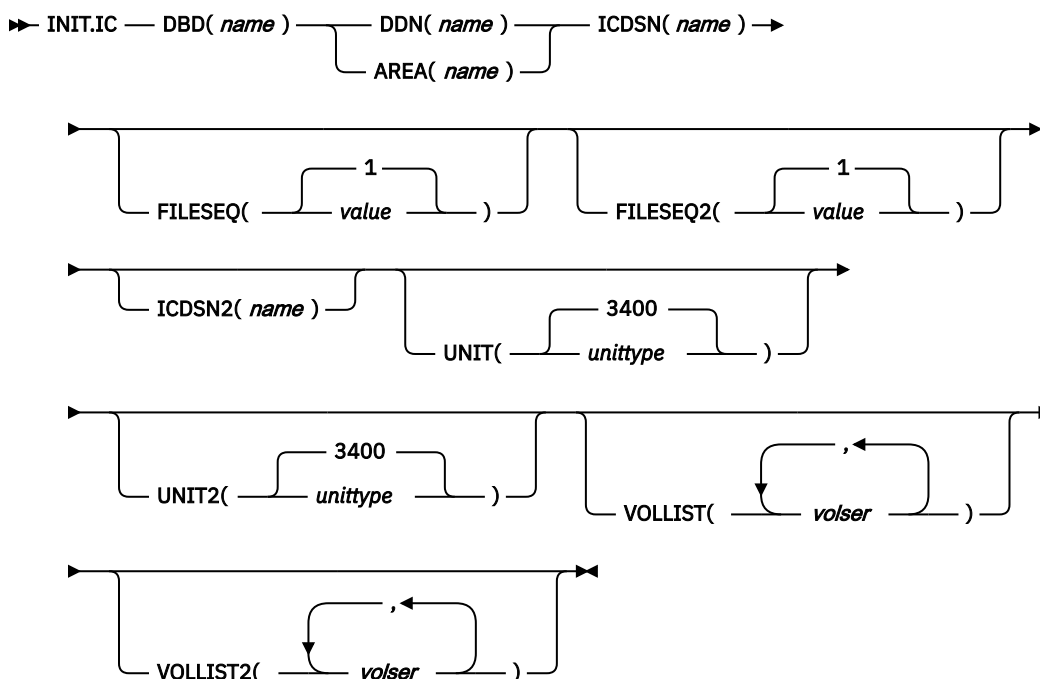 INIT.IC DBD( name ) DDN( name ) ICDSN( name )
AREA( name )
1 1
FILESEQ( value ) FILESEQ2( value )
ICDSN2( name )
3400
UNIT( unittype )
3400
UNIT2( unittype )
,
VOLLIST( volser )
,
VOLLIST2( volser )